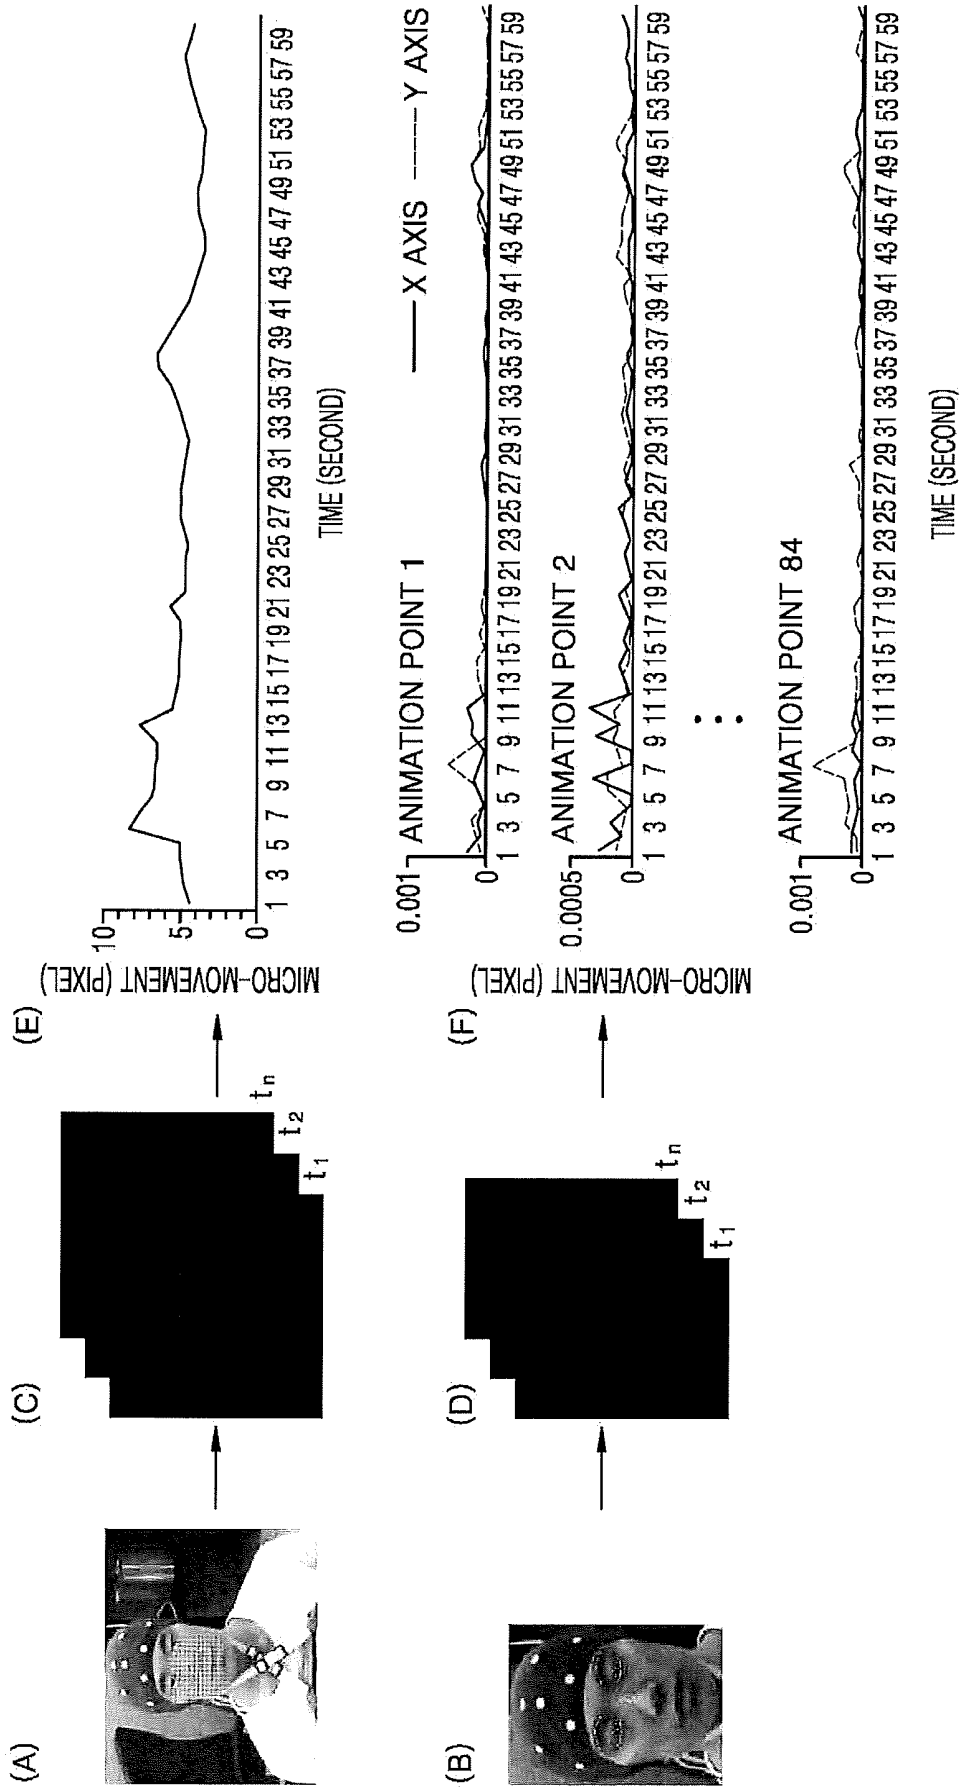 (A)
(C)
t1
t2
tn
(E)
MICRO-MOVEMENT (PIXEL)
10
5
0
1 3 5 7 9 11 13 15 17 19 21 23 25 27 29 31 33 35 37 39 41 43 45 47 49 51 53 55 57 59
TIME (SECOND)
(B)
(D)
t1
t2
tn
(F)
MICRO-MOVEMENT (PIXEL)
X AXIS
Y AXIS
ANIMATION POINT 1
0.001
0
1 3 5 7 9 11 13 15 17 19 21 23 25 27 29 31 33 35 37 39 41 43 45 47 49 51 53 55 57 59
ANIMATION POINT 2
0.0005
0
1 3 5 7 9 11 13 15 17 19 21 23 25 27 29 31 33 35 37 39 41 43 45 47 49 51 53 55 57 59
ANIMATION POINT 84
0.001
0
1 3 5 7 9 11 13 15 17 19 21 23 25 27 29 31 33 35 37 39 41 43 45 47 49 51 53 55 57 59
TIME (SECOND)